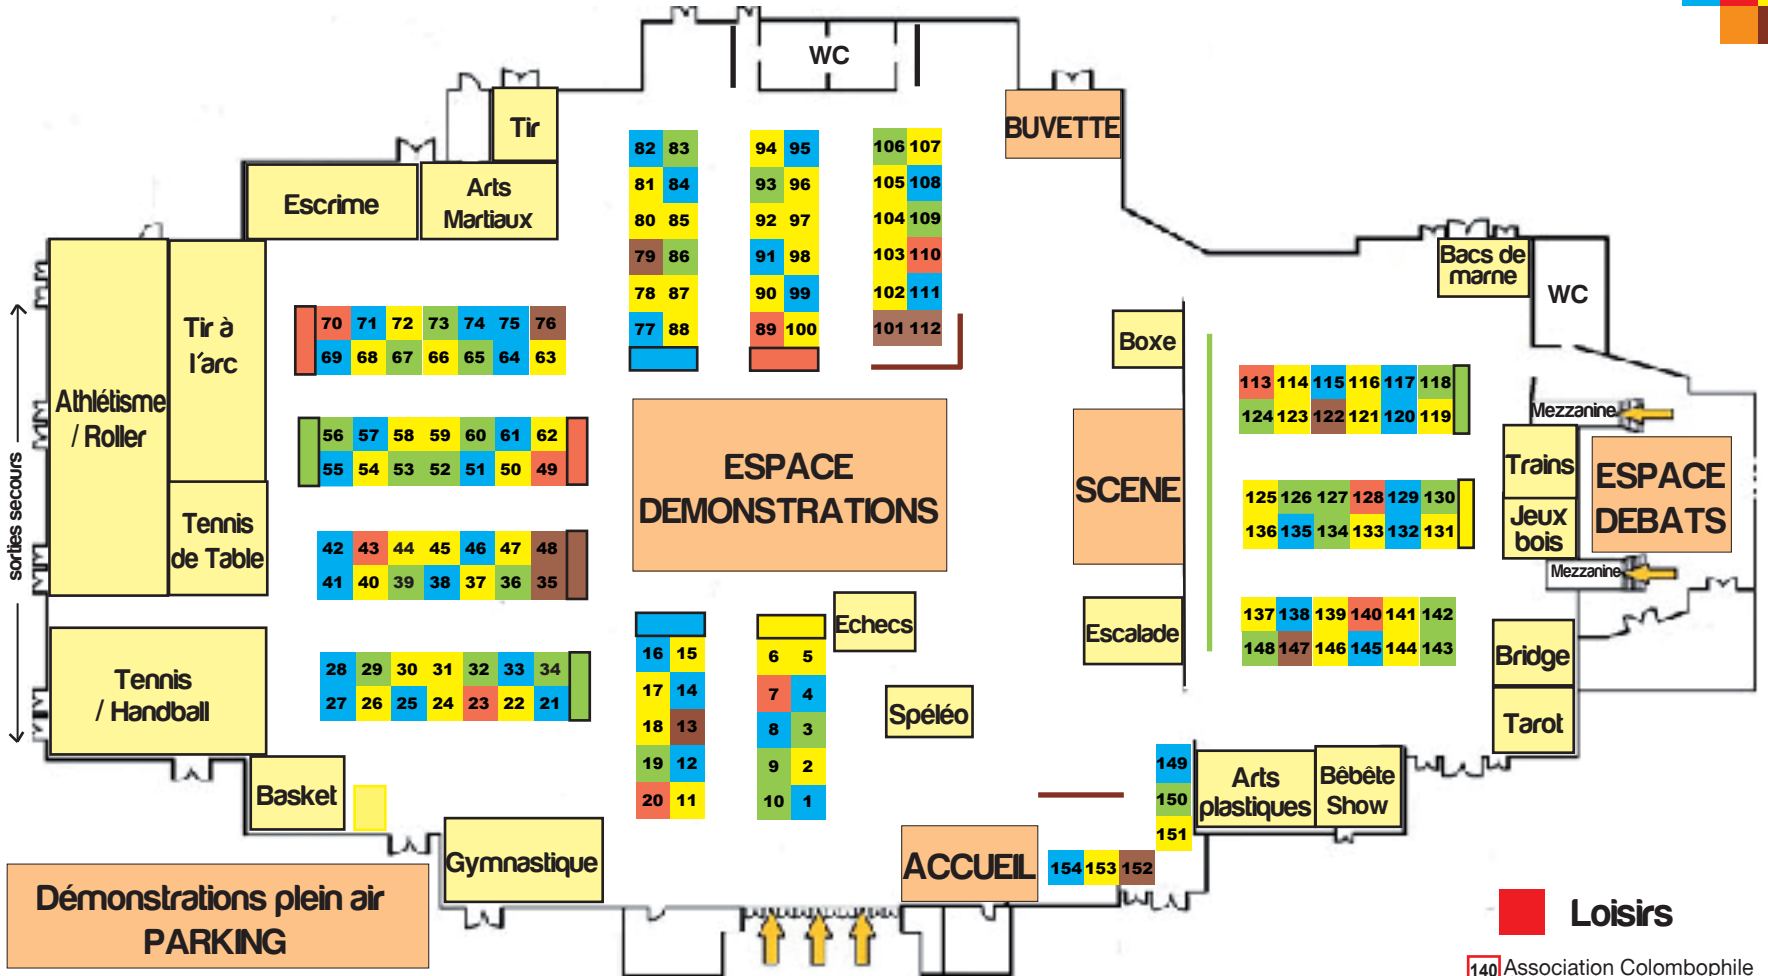 WC
Tir
BUVETTE
82 83
94 95
106 107
81 84
93 96
105 108
Escrime
Arts
Martiaux
80 85
92 97
104 109
79 86
91 98
103 110
78 87
90 99
102 111
77 88
89 100
101 112
Bacs de
marne
WC
Tir à
l'arc
70 71 72 73 74 75 76
69 68 67 66 65 64 63
Boxe
Athlétisme
/ Roller
113 114 115 116 117 118
124 123 122 121 120 119
Mezzanine
56 57 58 59 60 61 62
55 54 53 52 51 50 49
ESPACE
DEMONSTRATIONS
SCENE
Trains
ESPACE
DEBATS
125 126 127 128 129 130
136 135 134 133 132 131
Jeux
bois
Mezzanine
sorties secours
Tennis
de Table
42 43 44 45 46 47 48
41 40 39 38 37 36 35
Echecs
Escalade
137 138 139 140 141 142
148 147 146 145 144 143
Bridge
Tarot
Tennis
/ Handball
28 29 30 31 32 33 34
27 26 25 24 23 22 21
16 15
6 5
17 14
7 4
18 13
8 3
19 12
9 2
20 11
10 1
Spéléo
149
150
151
Arts
plastiques
Bêbête
Show
Basket
Gymnastique
ACCUEIL
154 153 152
Démonstrations plein air
PARKING
Loisirs
140 Association Colombophile